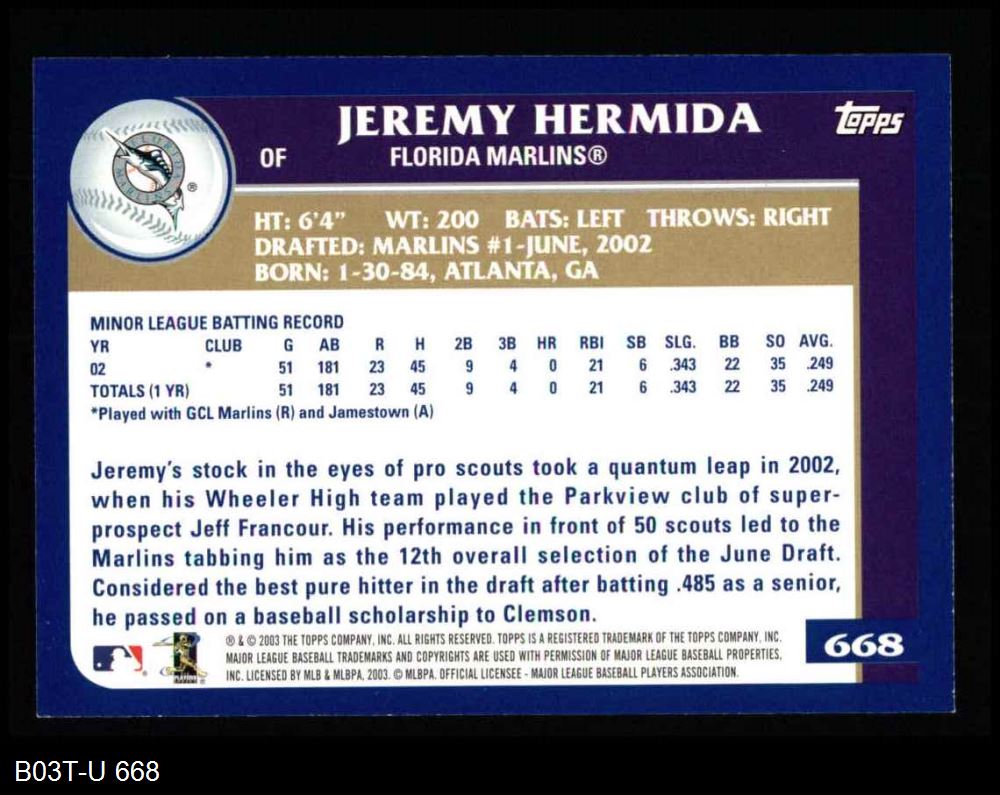 JEREMY HERMIDA
topps
OF FLORIDA MARLINS®
®
HT: 6'4" WT: 200 BATS: LEFT THROWS: RIGHT
DRAFTED: MARLINS #1-JUNE, 2002
BORN: 1-30-84, ATLANTA, GA
MINOR LEAGUE BATTING RECORD
YR CLUB G AB R H 2B 3B HR RBI SB SLG. BB SO AVG.
02 * 51 181 23 45 9 4 0 21 6 .343 22 35 .249
TOTALS (1 YR) 51 181 23 45 9 4 0 21 6 .343 22 35 .249
*Played with GCL Marlins (R) and Jamestown (A)
Jeremy's stock in the eyes of pro scouts took a quantum leap in 2002,
when his Wheeler High team played the Parkview club of super-
prospect Jeff Francour. His performance in front of 50 scouts led to the
Marlins tabbing him as the 12th overall selection of the June Draft.
Considered the best pure hitter in the draft after batting .485 as a senior,
he passed on a baseball scholarship to Clemson.
® & © 2003 THE TOPPS COMPANY, INC. ALL RIGHTS RESERVED. TOPPS IS A REGISTERED TRADEMARK OF THE TOPPS COMPANY, INC.
MAJOR LEAGUE BASEBALL TRADEMARKS AND COPYRIGHTS ARE USED WITH PERMISSION OF MAJOR LEAGUE BASEBALL PROPERTIES,
INC. LICENSED BY MLB & MLBPA, 2003. © MLBPA. OFFICIAL LICENSEE - MAJOR LEAGUE BASEBALL PLAYERS ASSOCIATION.
668
B03T-U 668